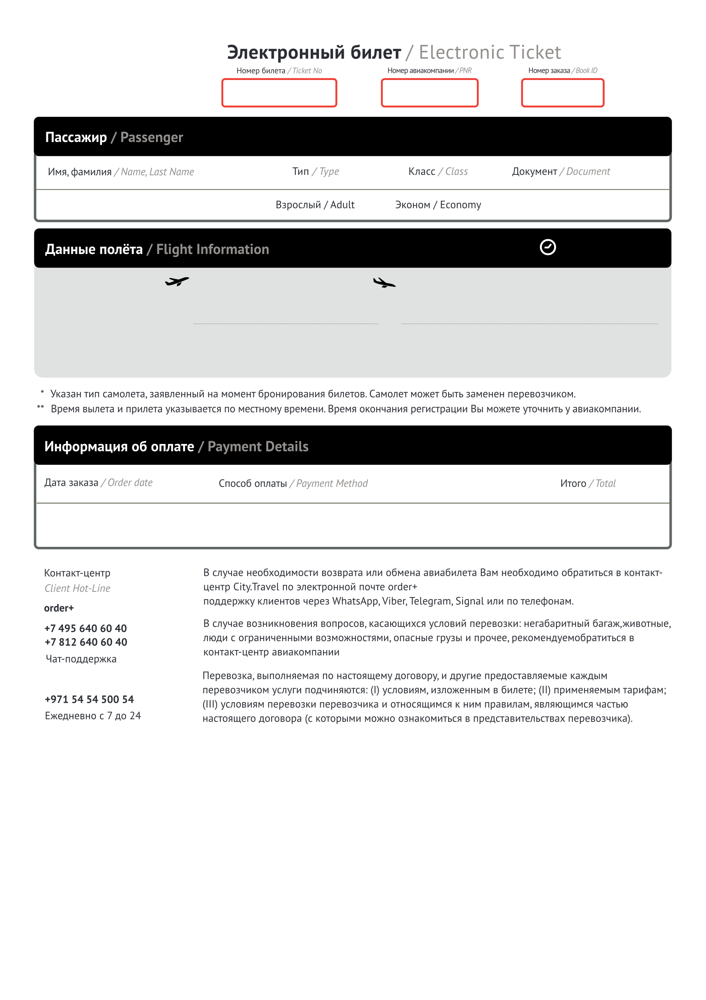 Электронный билет / Electronic Ticket
Номер билета / Ticket No Номер авиакомпании / PNR Номер заказа / Book ID
Пассажир / Passenger
Имя, фамилия / Name, Last Name Тип / Type Класс / Class Документ / Document
Взрослый / Adult Эконом / Economy
Данные полёта / Flight Information
* Указан тип самолета, заявленный на момент бронирования билетов. Самолет может быть заменен перевозчиком.
** Время вылета и прилета указывается по местному времени. Время окончания регистрации Вы можете уточнить у авиакомпании.
Информация об оплате / Payment Details
Дата заказа / Order date Способ оплаты / Payment Method Итого / Total
Контакт-центр
Client Hot-Line
order+
+7 495 640 60 40
+7 812 640 60 40
Чат-поддержка
+971 54 54 500 54
Ежедневно с 7 до 24
В случае необходимости возврата или обмена авиабилета Вам необходимо обратиться в контакт-
центр City.Travel по электронной почте order+
поддержку клиентов через WhatsApp, Viber, Telegram, Signal или по телефонам.
В случае возникновения вопросов, касающихся условий перевозки: негабаритный багаж,животные,
люди с ограниченными возможностями, опасные грузы и прочее, рекомендуемобратиться в
контакт-центр авиакомпании
Перевозка, выполняемая по настоящему договору, и другие предоставляемые каждым
перевозчиком услуги подчиняются: (I) условиям, изложенным в билете; (II) применяемым тарифам;
(III) условиям перевозки перевозчика и относящимся к ним правилам, являющимся частью
настоящего договора (с которыми можно ознакомиться в представительствах перевозчика).